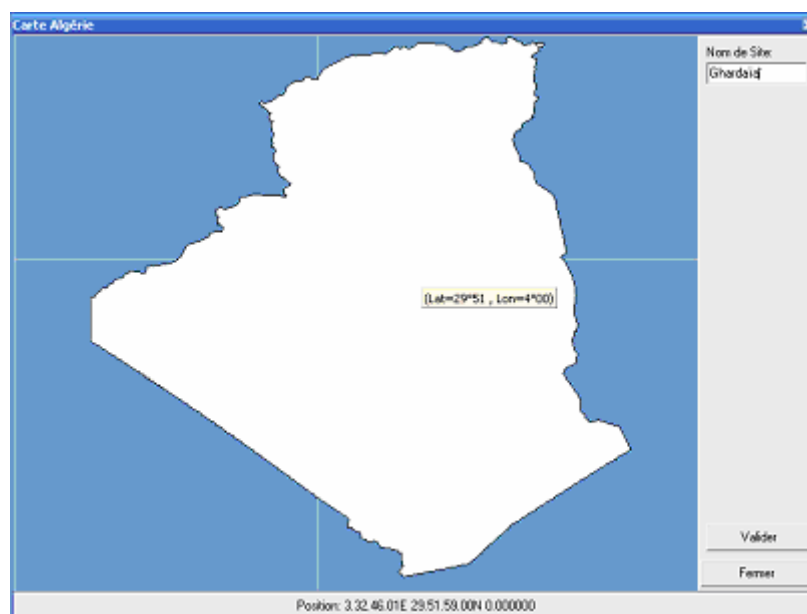 Carte Algérie
Nom de Site:
Ghardaïa
(Lat=29°51 , Lon=4°00)
Valider
Fermer
Position: 3.32.46.01E 29.51.59.00N 0.000000